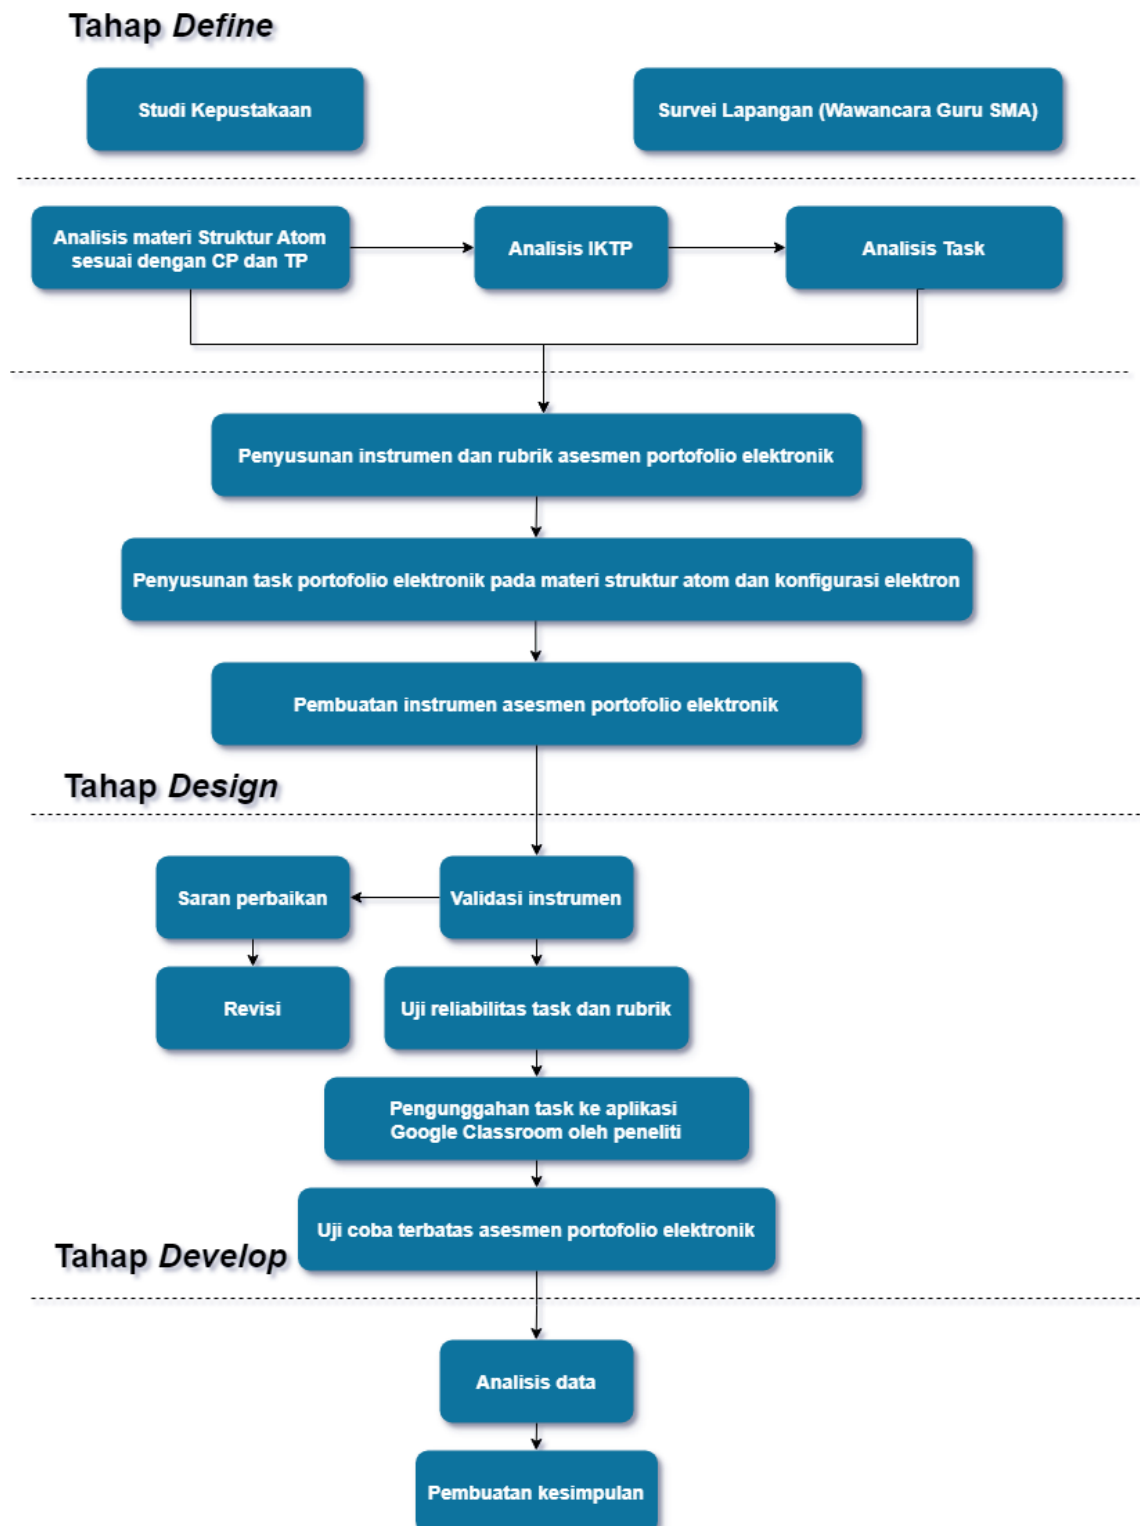 Tahap Define
Studi Kepustakaan
Survei Lapangan (Wawancara Guru SMA)
Analisis materi Struktur Atom
sesuai dengan CP dan TP
Analisis IKTP
Analisis Task
Penyusunan instrumen dan rubrik asesmen portofolio elektronik
Penyusunan task portofolio elektronik pada materi struktur atom dan konfigurasi elektron
Pembuatan instrumen asesmen portofolio elektronik
Tahap Design
Saran perbaikan
Validasi instrumen
Revisi
Uji reliabilitas task dan rubrik
Pengunggahan task ke aplikasi
Google Classroom oleh peneliti
Uji coba terbatas asesmen portofolio elektronik
Tahap Develop
Analisis data
Pembuatan kesimpulan